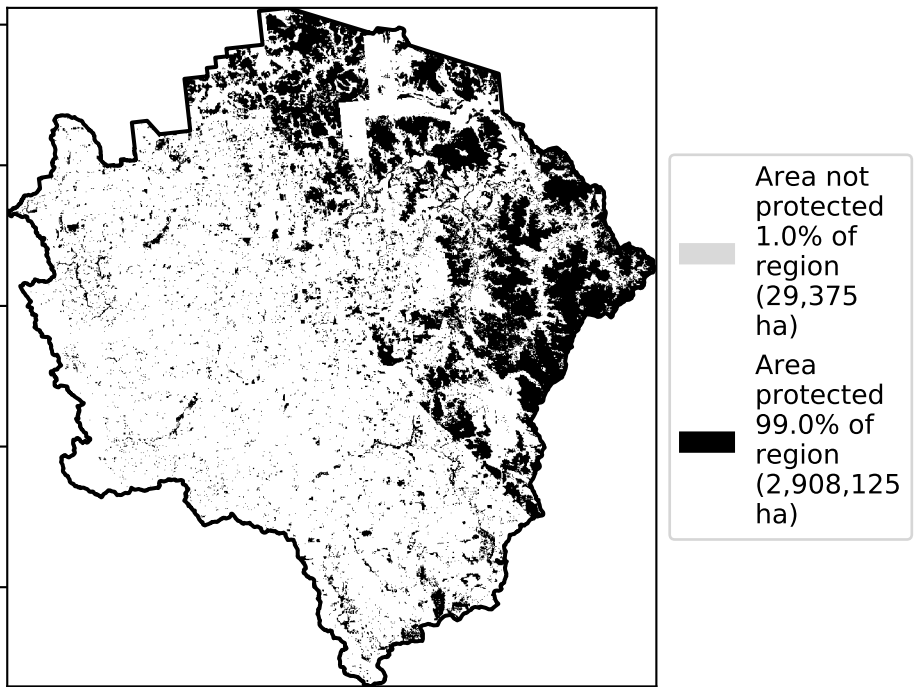 Area not
protected
1.0% of
region
(29,375
ha)
Area
protected
99.0% of
region
(2,908,125
ha)